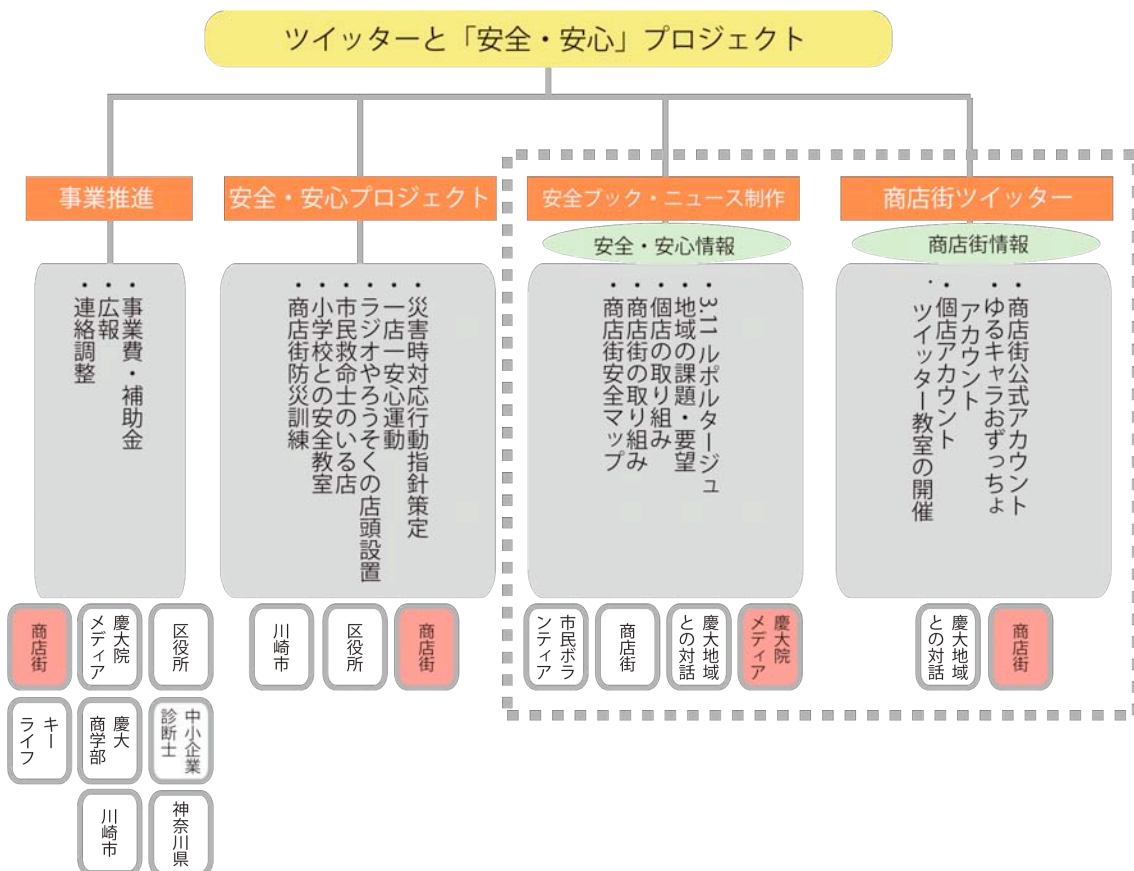 ツイッターと「安全・安心」プロジェクト
事業推進
・事業費・補助金
・広報
・連絡調整
商店街
慶大院
メディア
区役所
キー
ライフ
慶大
商学部
中小企業
診断士
川崎市
神奈川県
安全・安心プロジェクト
・災害時対応行動指針策定
・一店一安心運動
・ラジオやろうそくの店頭設置
・市民救命士のいる店
・小学校との安全教室
・商店街防災訓練
川崎市
区役所
商店街
安全ブック・ニュース制作
安全・安心情報
・3.11 ルポルタージュ
・地域の課題・要望
・個店の取り組み
・商店街の取り組み
・商店街安全マップ
市民ボラ
ンティア
商店街
慶大地域
との対話
慶大院
メディア
商店街ツイッター
商店街情報
・商店街公式アカウント
・ゆるキャラおずっちょ
アカウント
・個店アカウント
・ツイッター教室の開催
慶大地域
との対話
商店街